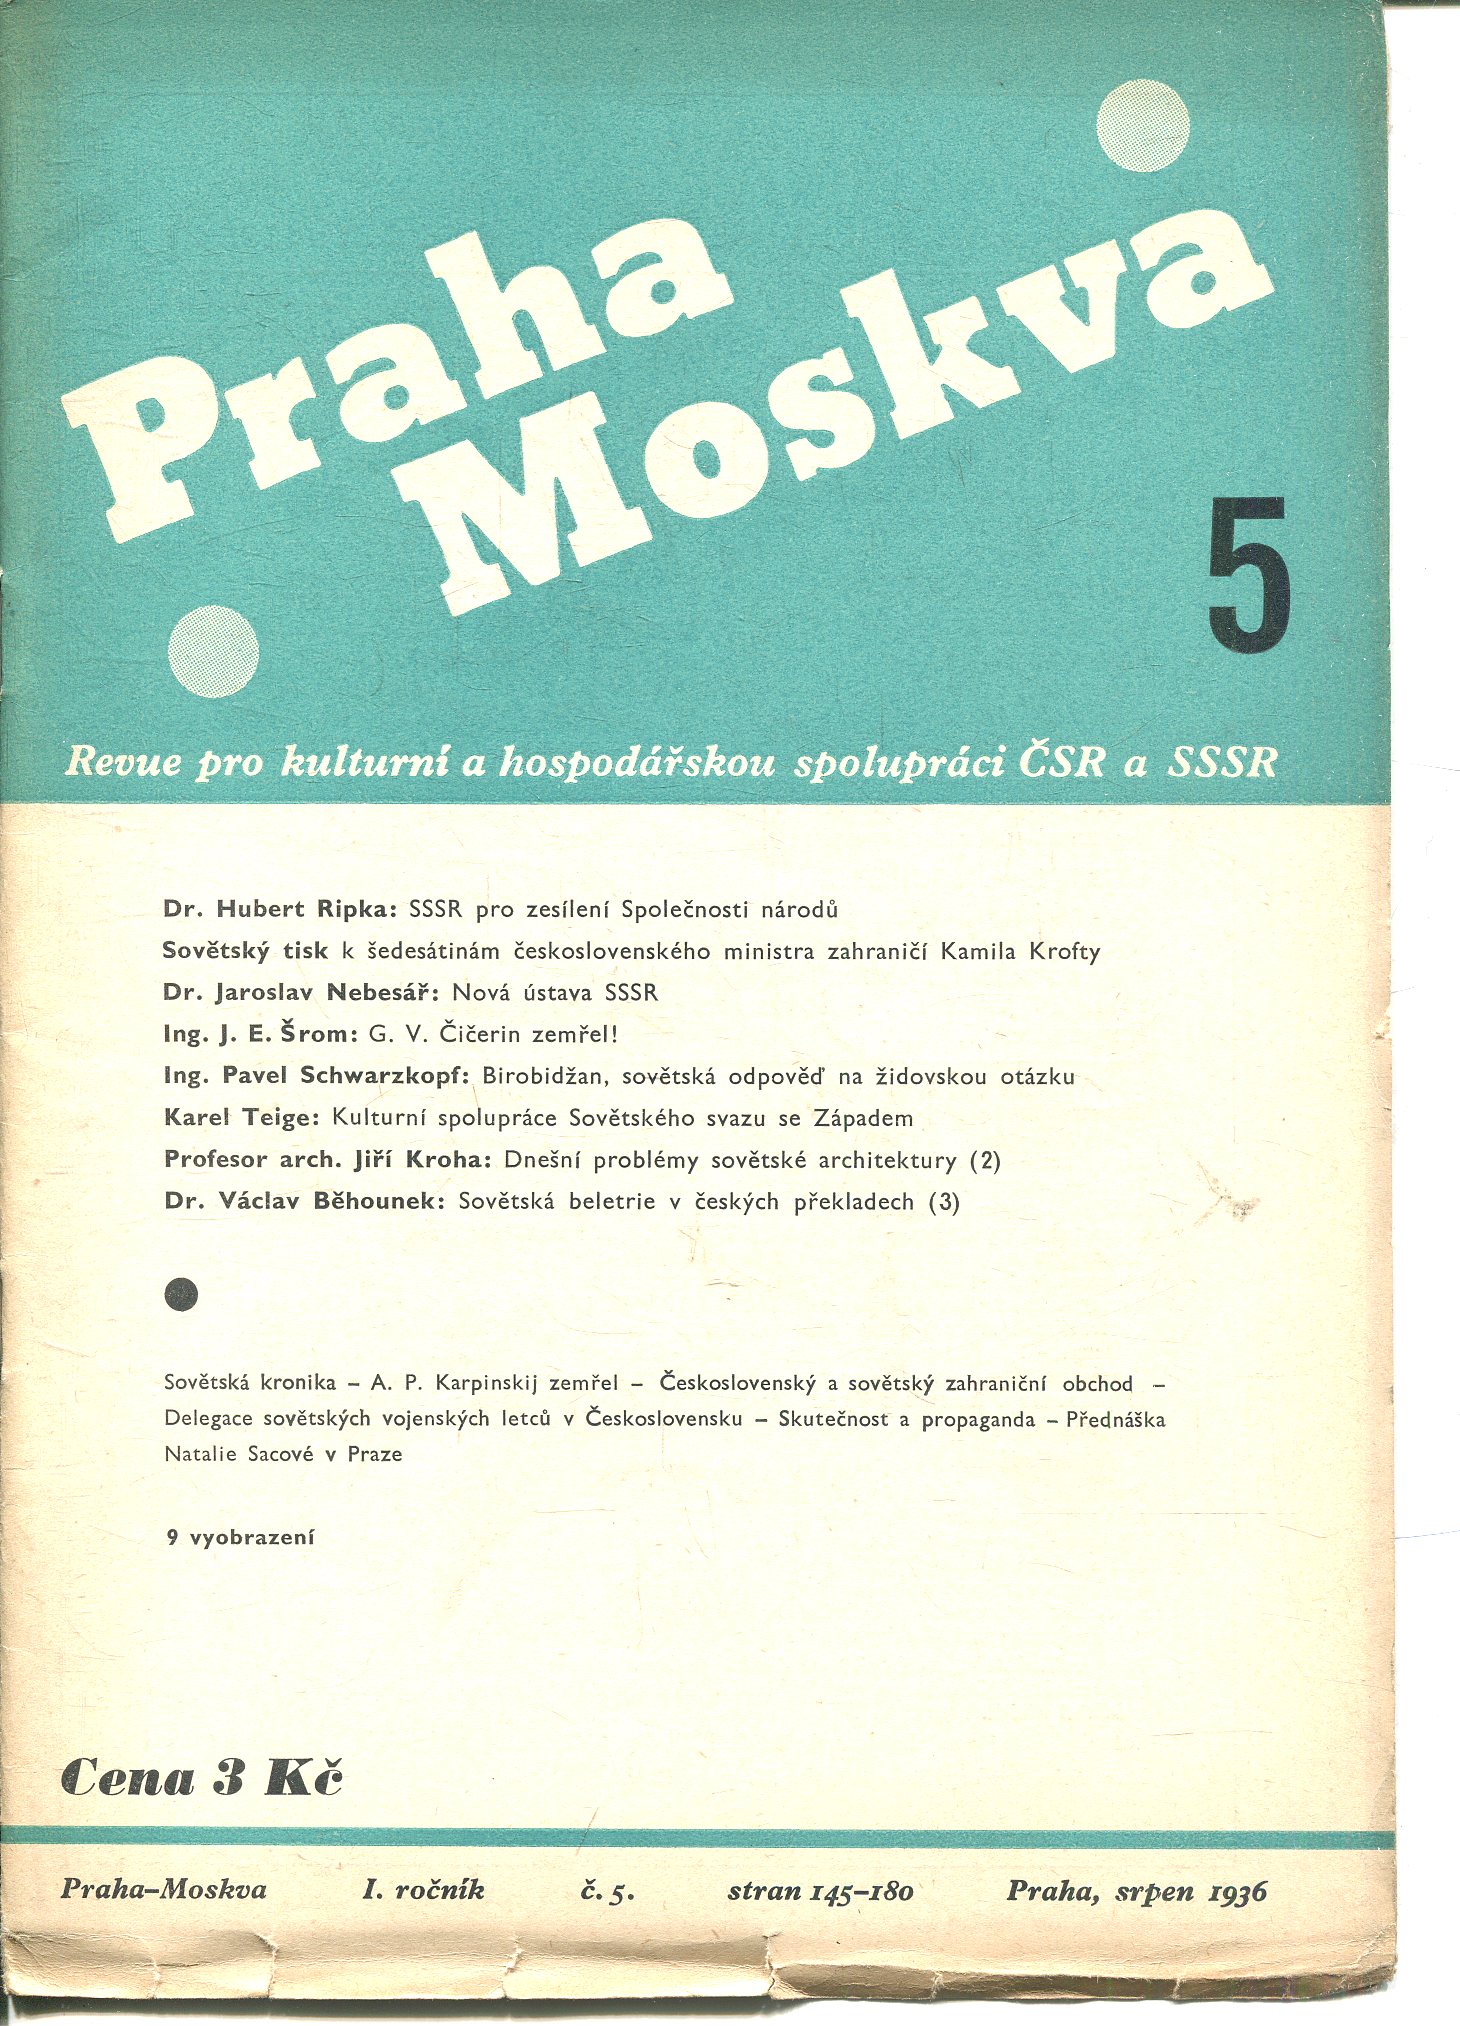 Praha
Moskva
5
Revue pro kulturní a hospodářskou spolupráci ČSR a SSSR
Dr. Hubert Ripka: SSSR pro zesílení Společnosti národů
Sovětský tisk k šedesátinám československého ministra zahraničí Kamila Krofty
Dr. Jaroslav Nebesář: Nová ústava SSSR
Ing. J. E. Šrom: G. V. Čičerin zemřel!
Ing. Pavel Schwarzkopf: Birobidžan, sovětská odpověď na židovskou otázku
Karel Teige: Kulturní spolupráce Sovětského svazu se Západem
Profesor arch. Jiří Kroha: Dnešní problémy sovětské architektury (2)
Dr. Václav Běhounek: Sovětská beletrie v českých překladech (3)
Sovětská kronika – A. P. Karpinskij zemřel – Československý a sovětský zahraniční obchod –
Delegace sovětských vojenských letců v Československu – Skutečnost a propaganda – Přednáška
Natalie Sacové v Praze
9 vyobrazení
Cena 3 Kč
Praha–Moskva I. ročník č. 5. stran 145–180 Praha, srpen 1936